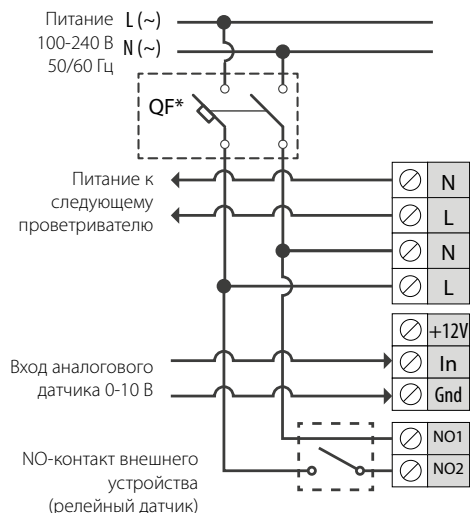 Питание L (~)
100-240 В N (~)
50/60 Гц
QF*
Питание к
следующему
проветривателю
N
L
N
L
+12V
In
Gnd
Вход аналогового
датчика 0-10 В
NO1
NO2
NO-контакт внешнего
устройства
(релейный датчик)